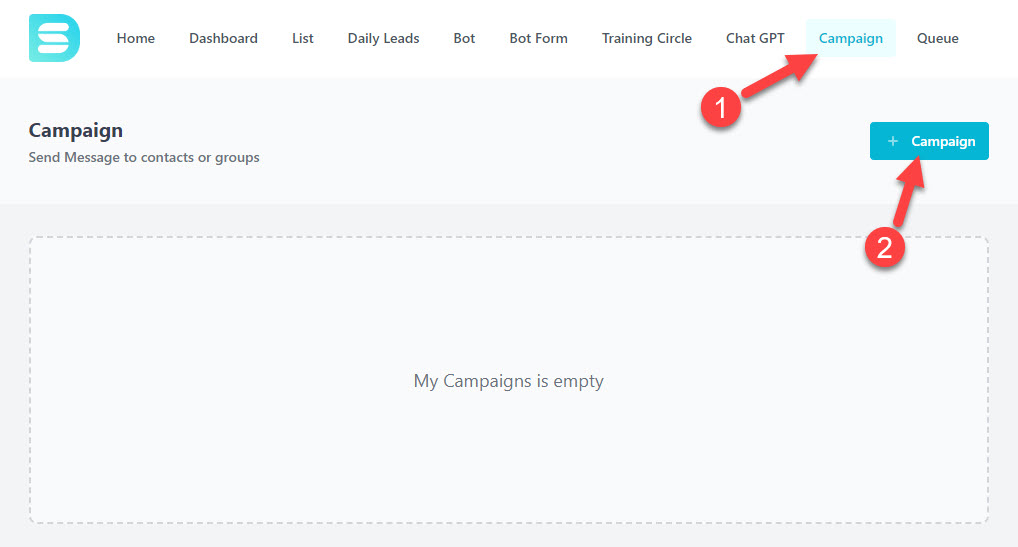 Home Dashboard List Daily Leads Bot Bot Form Training Circle Chat GPT Campaign Queue
1
Campaign
Send Message to contacts or groups
+ Campaign
2
My Campaigns is empty